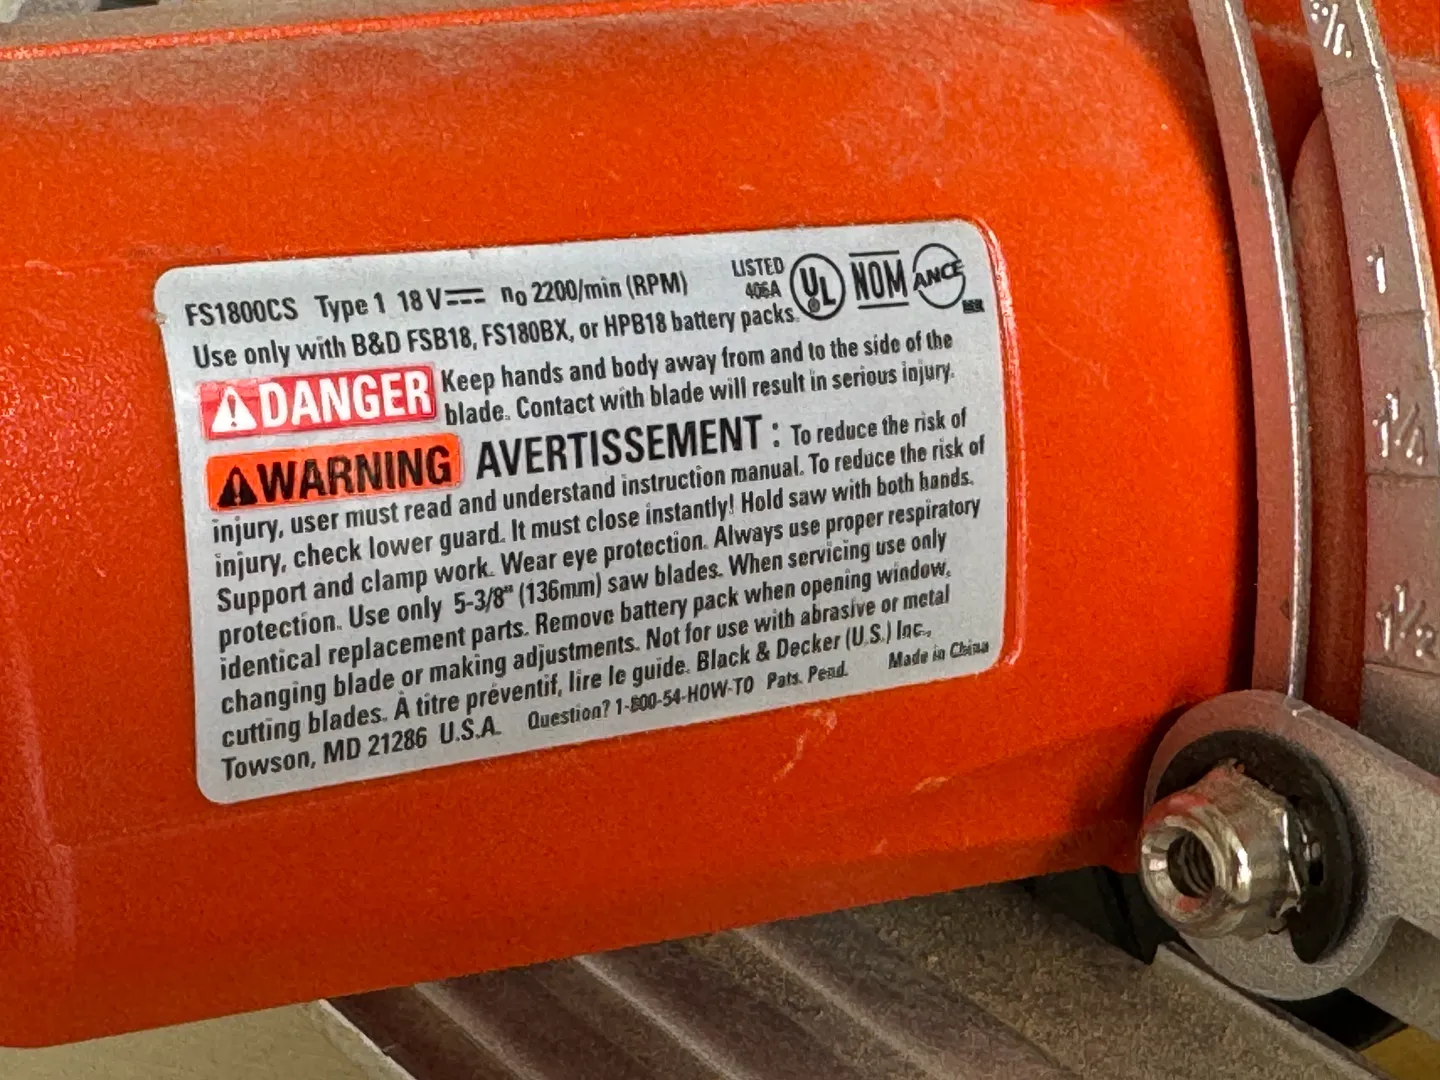 FS1800CS Type 1 18 V n₀ 2200/min (RPM)
LISTED
406A
UL
NOM
ANCE
Use only with B&D FSB18, FS180BX, or HPB18 battery packs.
DANGER Keep hands and body away from and to the side of the
blade. Contact with blade will result in serious injury.
WARNING AVERTISSEMENT : To reduce the risk of
injury, user must read and understand instruction manual. To reduce the risk of
injury, check lower guard. It must close instantly! Hold saw with both hands.
Support and clamp work. Wear eye protection. Always use proper respiratory
protection. Use only 5-3/8" (136mm) saw blades. When servicing use only
identical replacement parts. Remove battery pack when opening window,
changing blade or making adjustments. Not for use with abrasive or metal
cutting blades. À titre préventif, lire le guide. Black & Decker (U.S.) Inc.,
Towson, MD 21286 U.S.A. Question? 1-800-54-HOW-TO Pats. Pend. Made in China
1
1/2